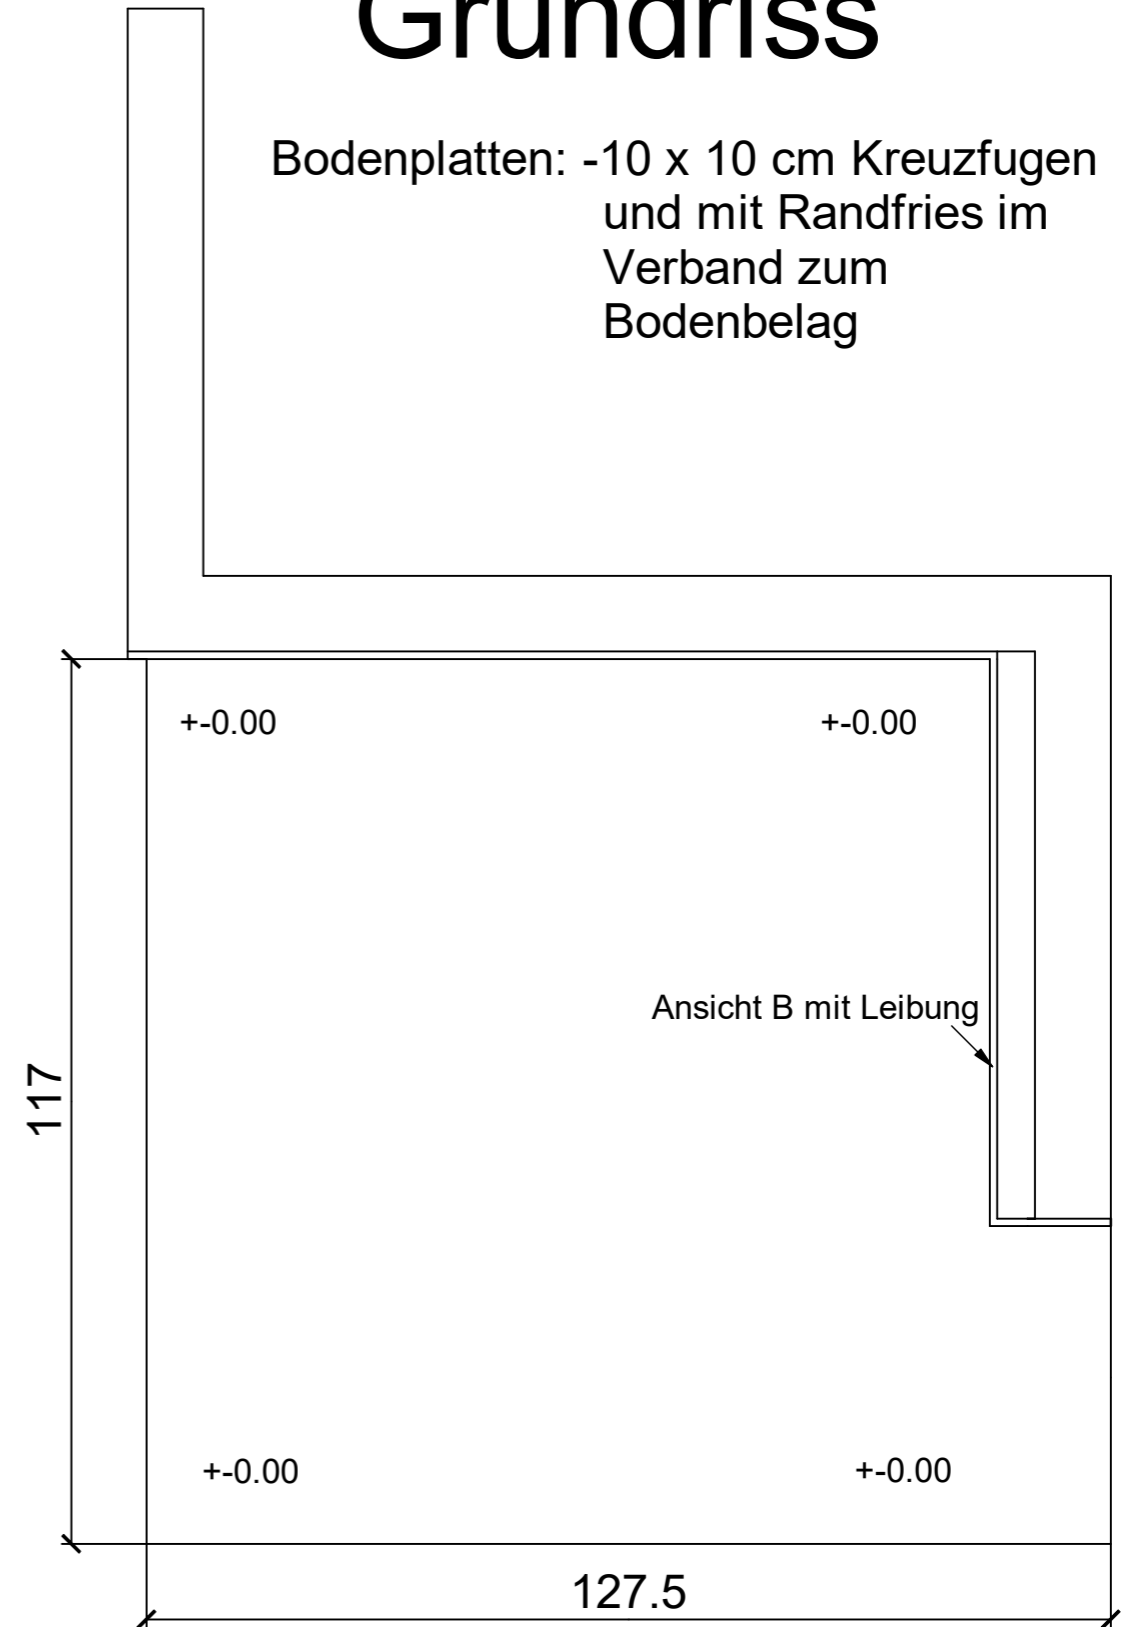 Grundriss
Bodenplatten: -10 x 10 cm Kreuzfugen
und mit Randfries im
Verband zum
Bodenbelag
+-0.00 +-0.00
Ansicht B mit Leibung
117
+-0.00 +-0.00
127.5